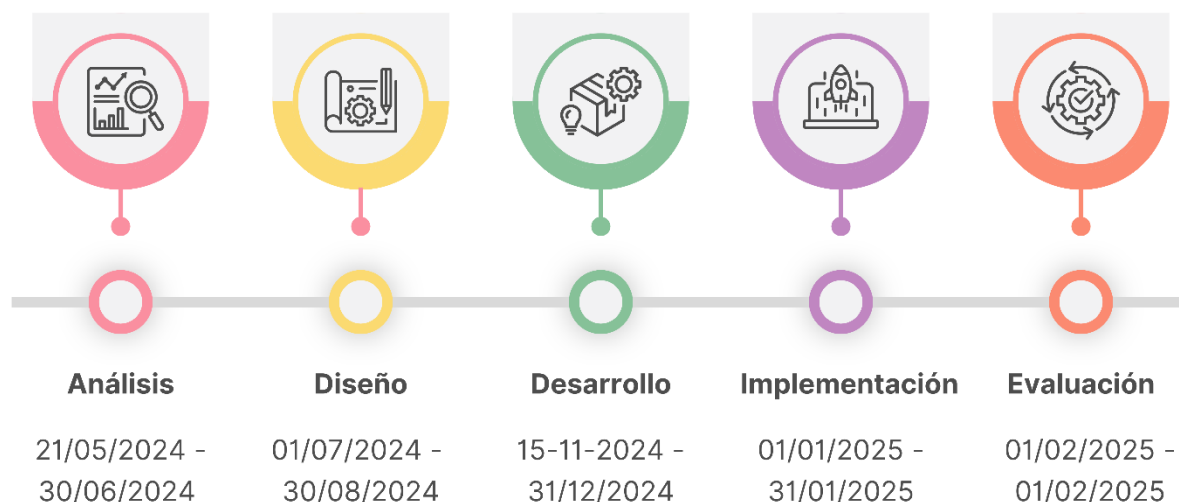 Análisis
21/05/2024 -
30/06/2024
Diseño
01/07/2024 -
30/08/2024
Desarrollo
15-11-2024 -
31/12/2024
Implementación
01/01/2025 -
31/01/2025
Evaluación
01/02/2025 -
01/02/2025